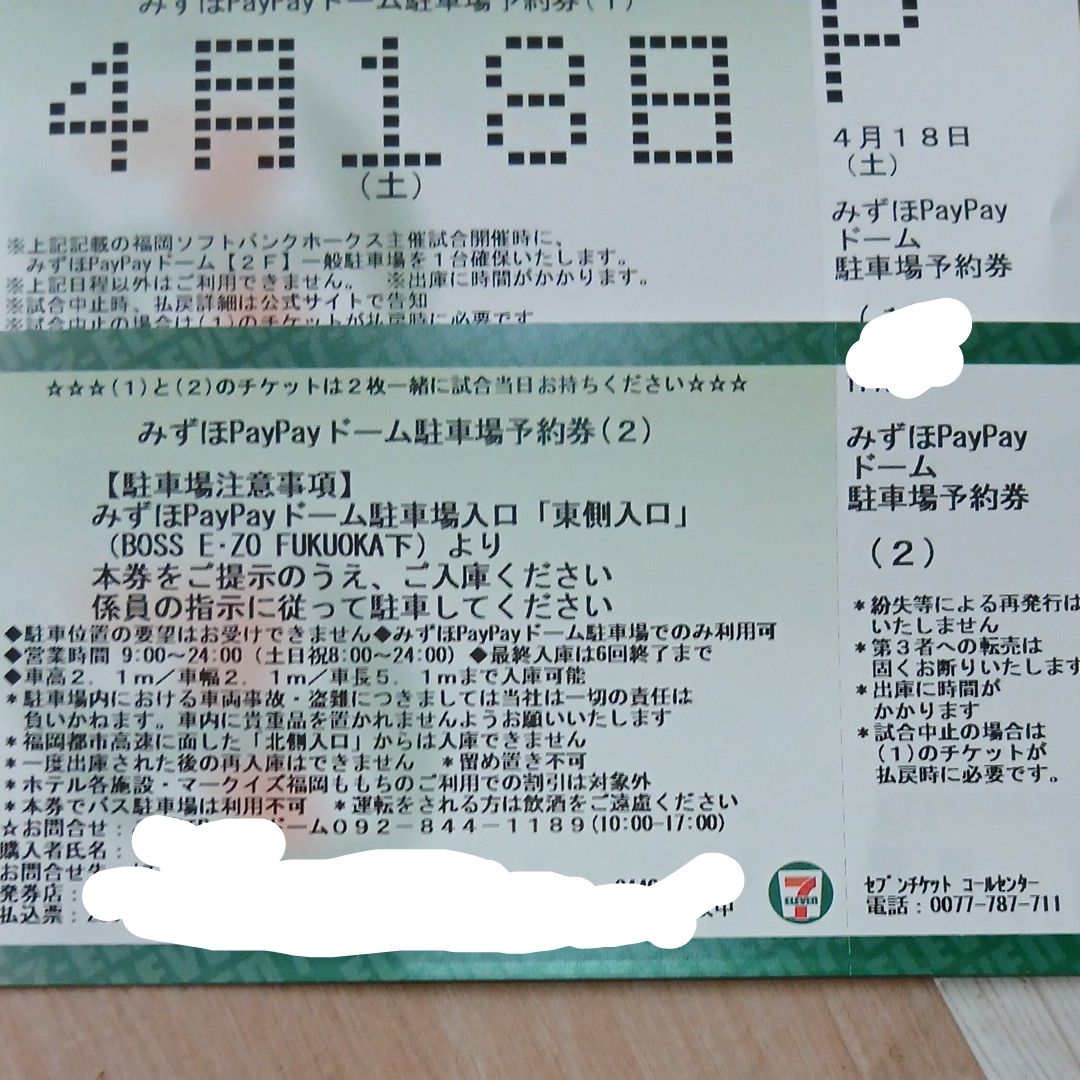 みずほPayPayドーム駐車場予約券(1)
4月18日
(土)
※上記記載の福岡ソフトバンクホークス主催試合開催時に、
みずほPayPayドーム【2F】一般駐車場を1台確保いたします。
※上記日程以外はご利用できません。 ※出庫に時間がかかります。
※試合中止時、払戻詳細は公式サイトで告知
※試合中止の場合は(1)のチケットが払戻時に必要です
P
4月18日
(土)
みずほPayPay
ドーム
駐車場予約券
☆☆☆(1)と(2)のチケットは2枚一緒に試合当日お持ちください☆☆☆
みずほPayPayドーム駐車場予約券(2)
【駐車場注意事項】
みずほPayPayドーム駐車場入口「東側入口」
(BOSS E・ZO FUKUOKA下)より
本券をご提示のうえ、ご入庫ください
係員の指示に従って駐車してください
◆駐車位置の要望はお受けできません◆みずほPayPayドーム駐車場でのみ利用可
◆営業時間 9:00〜24:00(土日祝8:00〜24:00) ◆最終入庫は6回終了まで
◆車高2.1m/車幅2.1m/車長5.1mまで入庫可能
*駐車場内における車両事故・盗難につきましては当社は一切の責任は
負いかねます。車内に貴重品を置かれませんようお願いいたします
*福岡都市高速に面した「北側入口」からは入庫できません
*一度出庫された後の再入庫はできません *留め置き不可
*ホテル各施設・マークイズ福岡ももちのご利用での割引は対象外
*本券でバス駐車場は利用不可 *運転をされる方は飲酒をご遠慮ください
☆お問合せ:ドーム092-844-1189(10:00-17:00)
購入者氏名:
お問合せ先
発券店:
払込票:
7
ELEVEN
みずほPayPay
ドーム
駐車場予約券
(2)
*紛失等による再発行は
いたしません
*第3者への転売は
固くお断りいたします
*出庫に時間が
かかります
*試合中止の場合は
(1)のチケットが
払戻時に必要です。
セブンチケット コールセンター
電話:0077-787-711